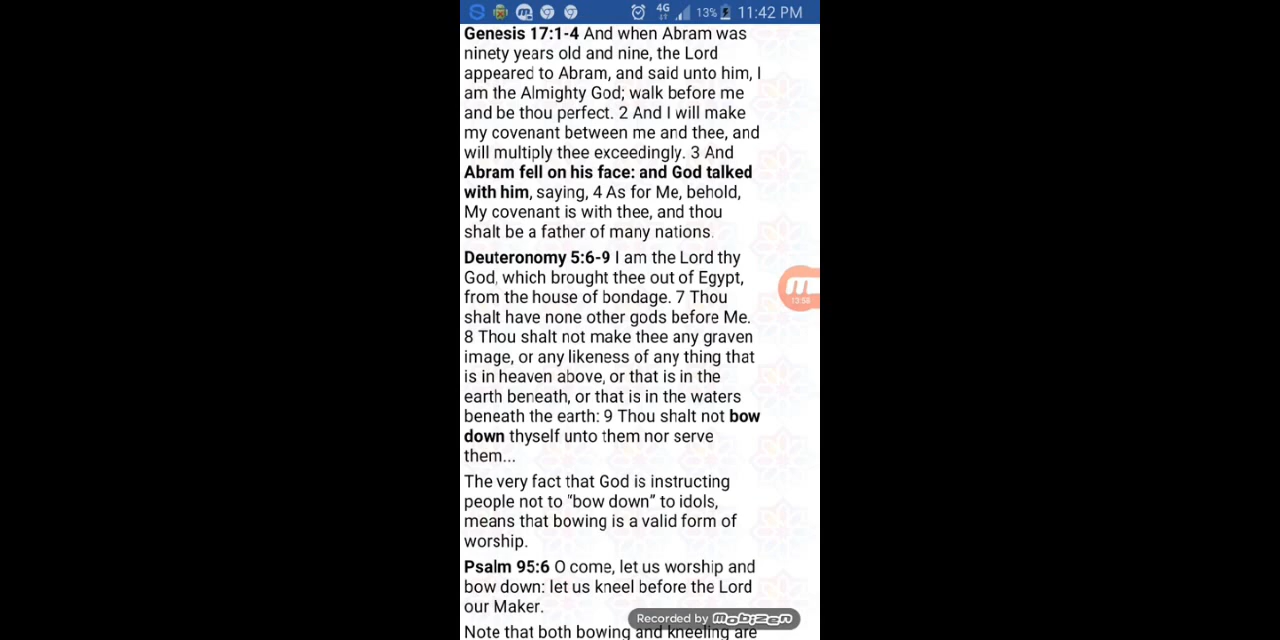 4G 13% 11:42 PM
Genesis 17:1-4 And when Abram was
ninety years old and nine, the Lord
appeared to Abram, and said unto him, I
am the Almighty God; walk before me
and be thou perfect. 2 And I will make
my covenant between me and thee, and
will multiply thee exceedingly. 3 And
Abram fell on his face: and God talked
with him, saying, 4 As for Me, behold,
My covenant is with thee, and thou
shalt be a father of many nations.
Deuteronomy 5:6-9 I am the Lord thy
God, which brought thee out of Egypt,
from the house of bondage. 7 Thou
shalt have none other gods before Me.
8 Thou shalt not make thee any graven
image, or any likeness of any thing that
is in heaven above, or that is in the
earth beneath, or that is in the waters
beneath the earth: 9 Thou shalt not bow
down thyself unto them nor serve
them...
The very fact that God is instructing
people not to “bow down” to idols,
means that bowing is a valid form of
worship.
Psalm 95:6 O come, let us worship and
bow down: let us kneel before the Lord
our Maker.
Note that both bowing and kneeling are
m
13:58
Recorded by mobizen